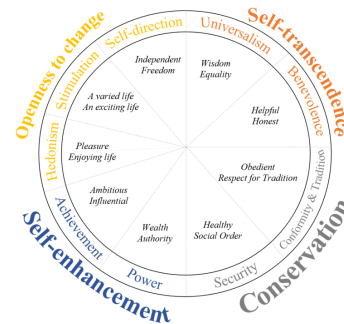 Openness to change
Self-transcendence
Conservation
Self-enhancement
Self-direction
Universalism
Benevolence
Conformity & Tradition
Security
Power
Achievement
Hedonism
Stimulation
Independent
Freedom
Wisdom
Equality
Helpful
Honest
Obedient
Respect for Tradition
Healthy
Social Order
Wealth
Authority
Ambitious
Influential
Pleasure
Enjoying life
A varied life
An exciting life